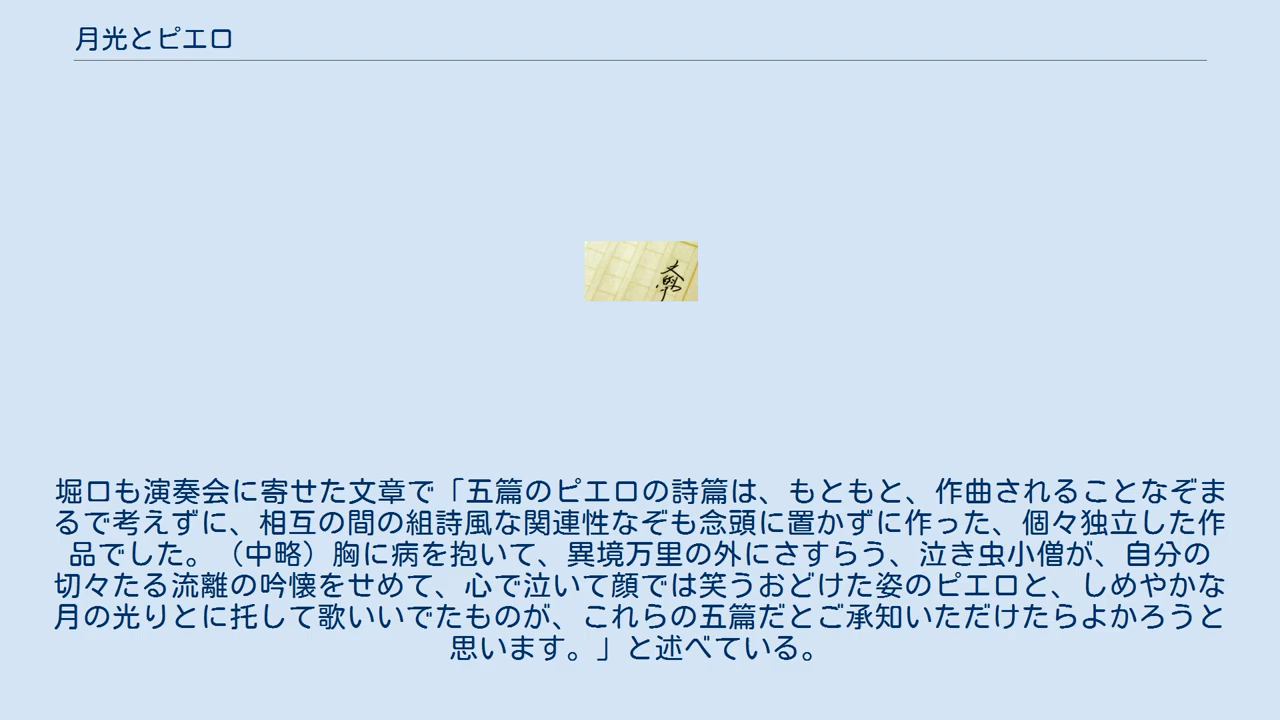 月光とピエロ
堀口も演奏会に寄せた文章で「五篇のピエロの詩篇は、もともと、作曲されることなぞま
るで考えずに、相互の間の組詩風な関連性なぞも念頭に置かずに作った、個々独立した作
品でした。（中略）胸に病を抱いて、異境万里の外にさすらう、泣き虫小僧が、自分の
切々たる流離の吟懐をせめて、心で泣いて顔では笑うおどけた姿のピエロと、しめやかな
月の光りとに托して歌いいでたものが、これらの五篇だとご承知いただけたらよかろうと
思います。」と述べている。